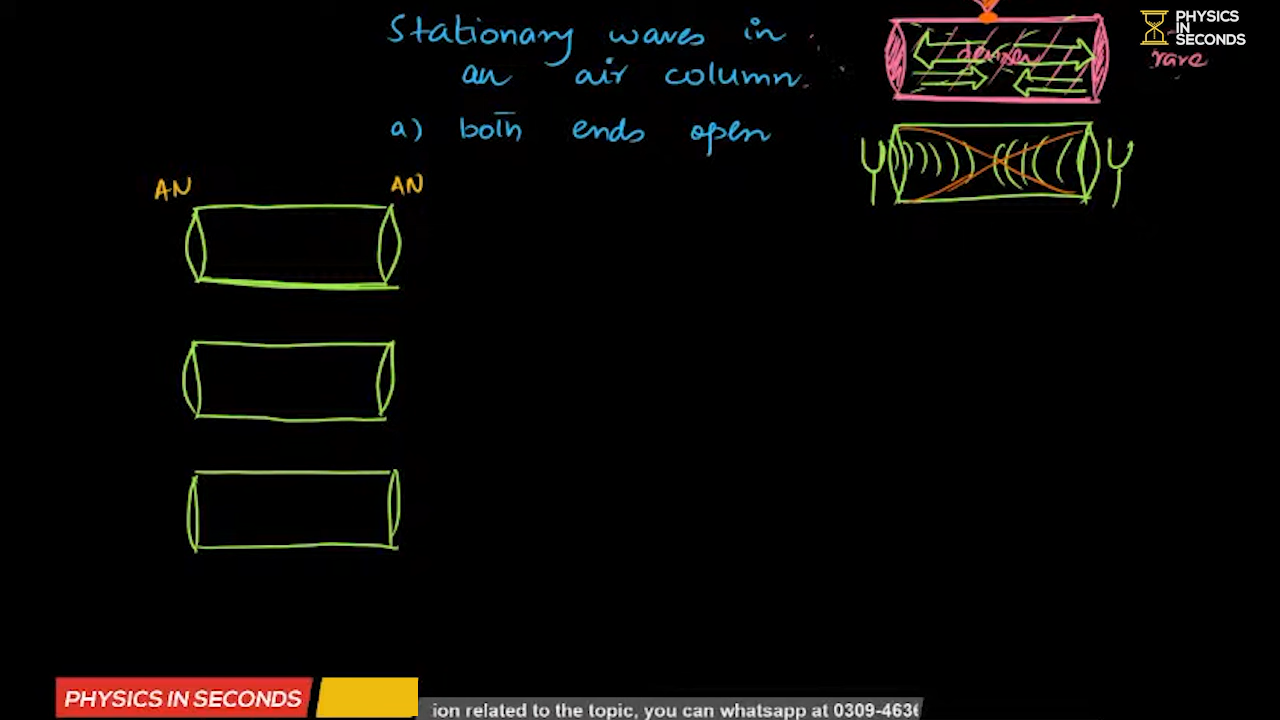 Stationary waves in
an air column.
a) both ends open
denser
rare
PHYSICS
IN
SECONDS
AN AN
PHYSICS IN SECONDS
ion related to the topic, you can whatsapp at 0309-463